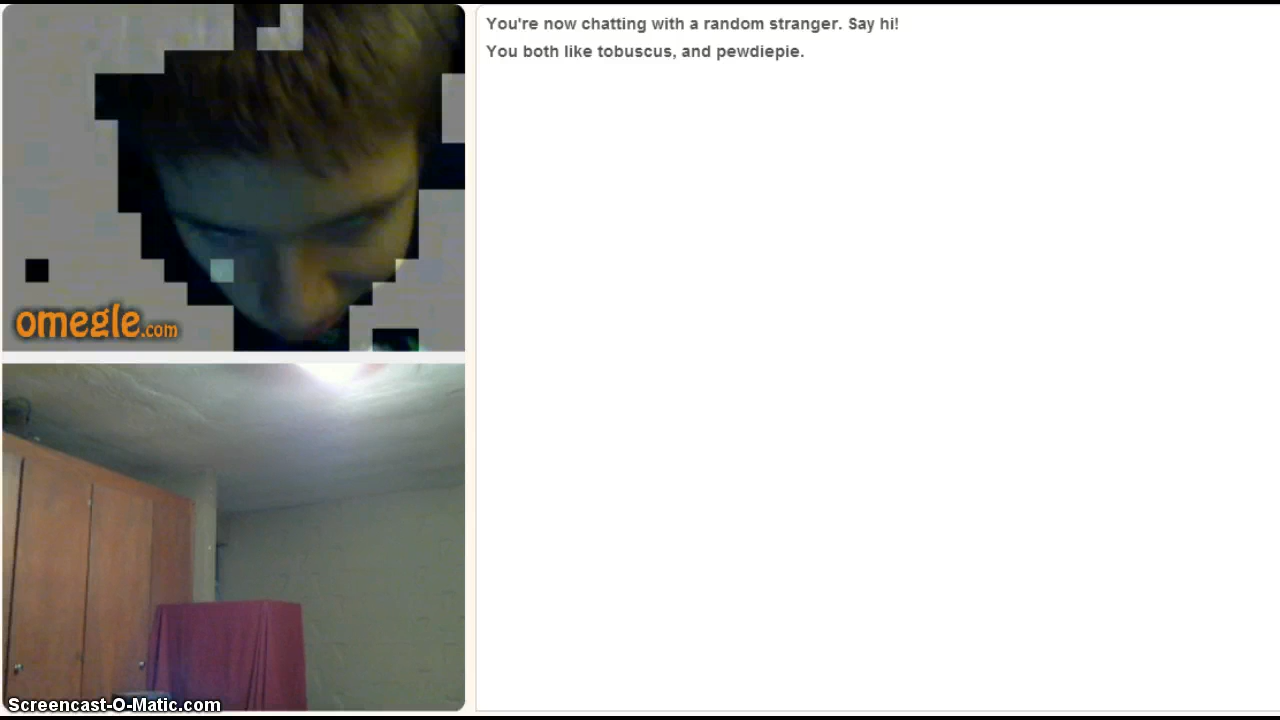 You're now chatting with a random stranger. Say hi!
You both like tobuscus, and pewdiepie.
omegle.com
Screencast-O-Matic.com